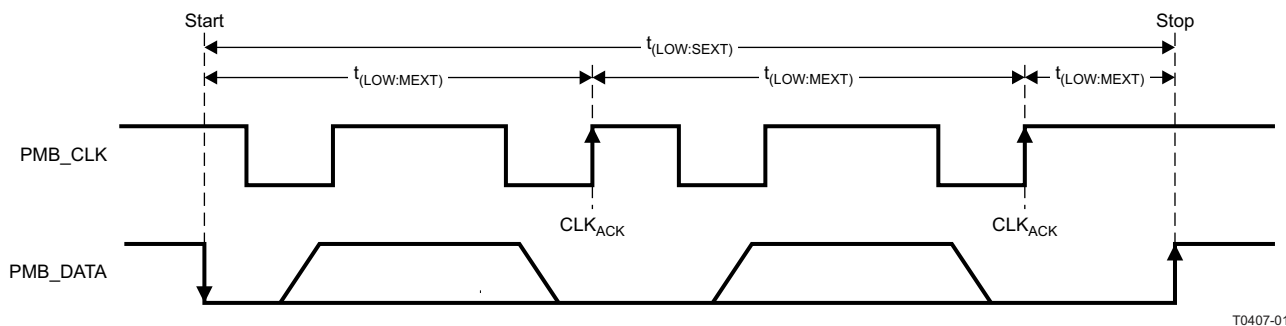 Start
Stop
t(LOW:SEXT)
t(LOW:MEXT) t(LOW:MEXT) t(LOW:MEXT)
PMB_CLK
CLKACK CLKACK
PMB_DATA
T0407-01